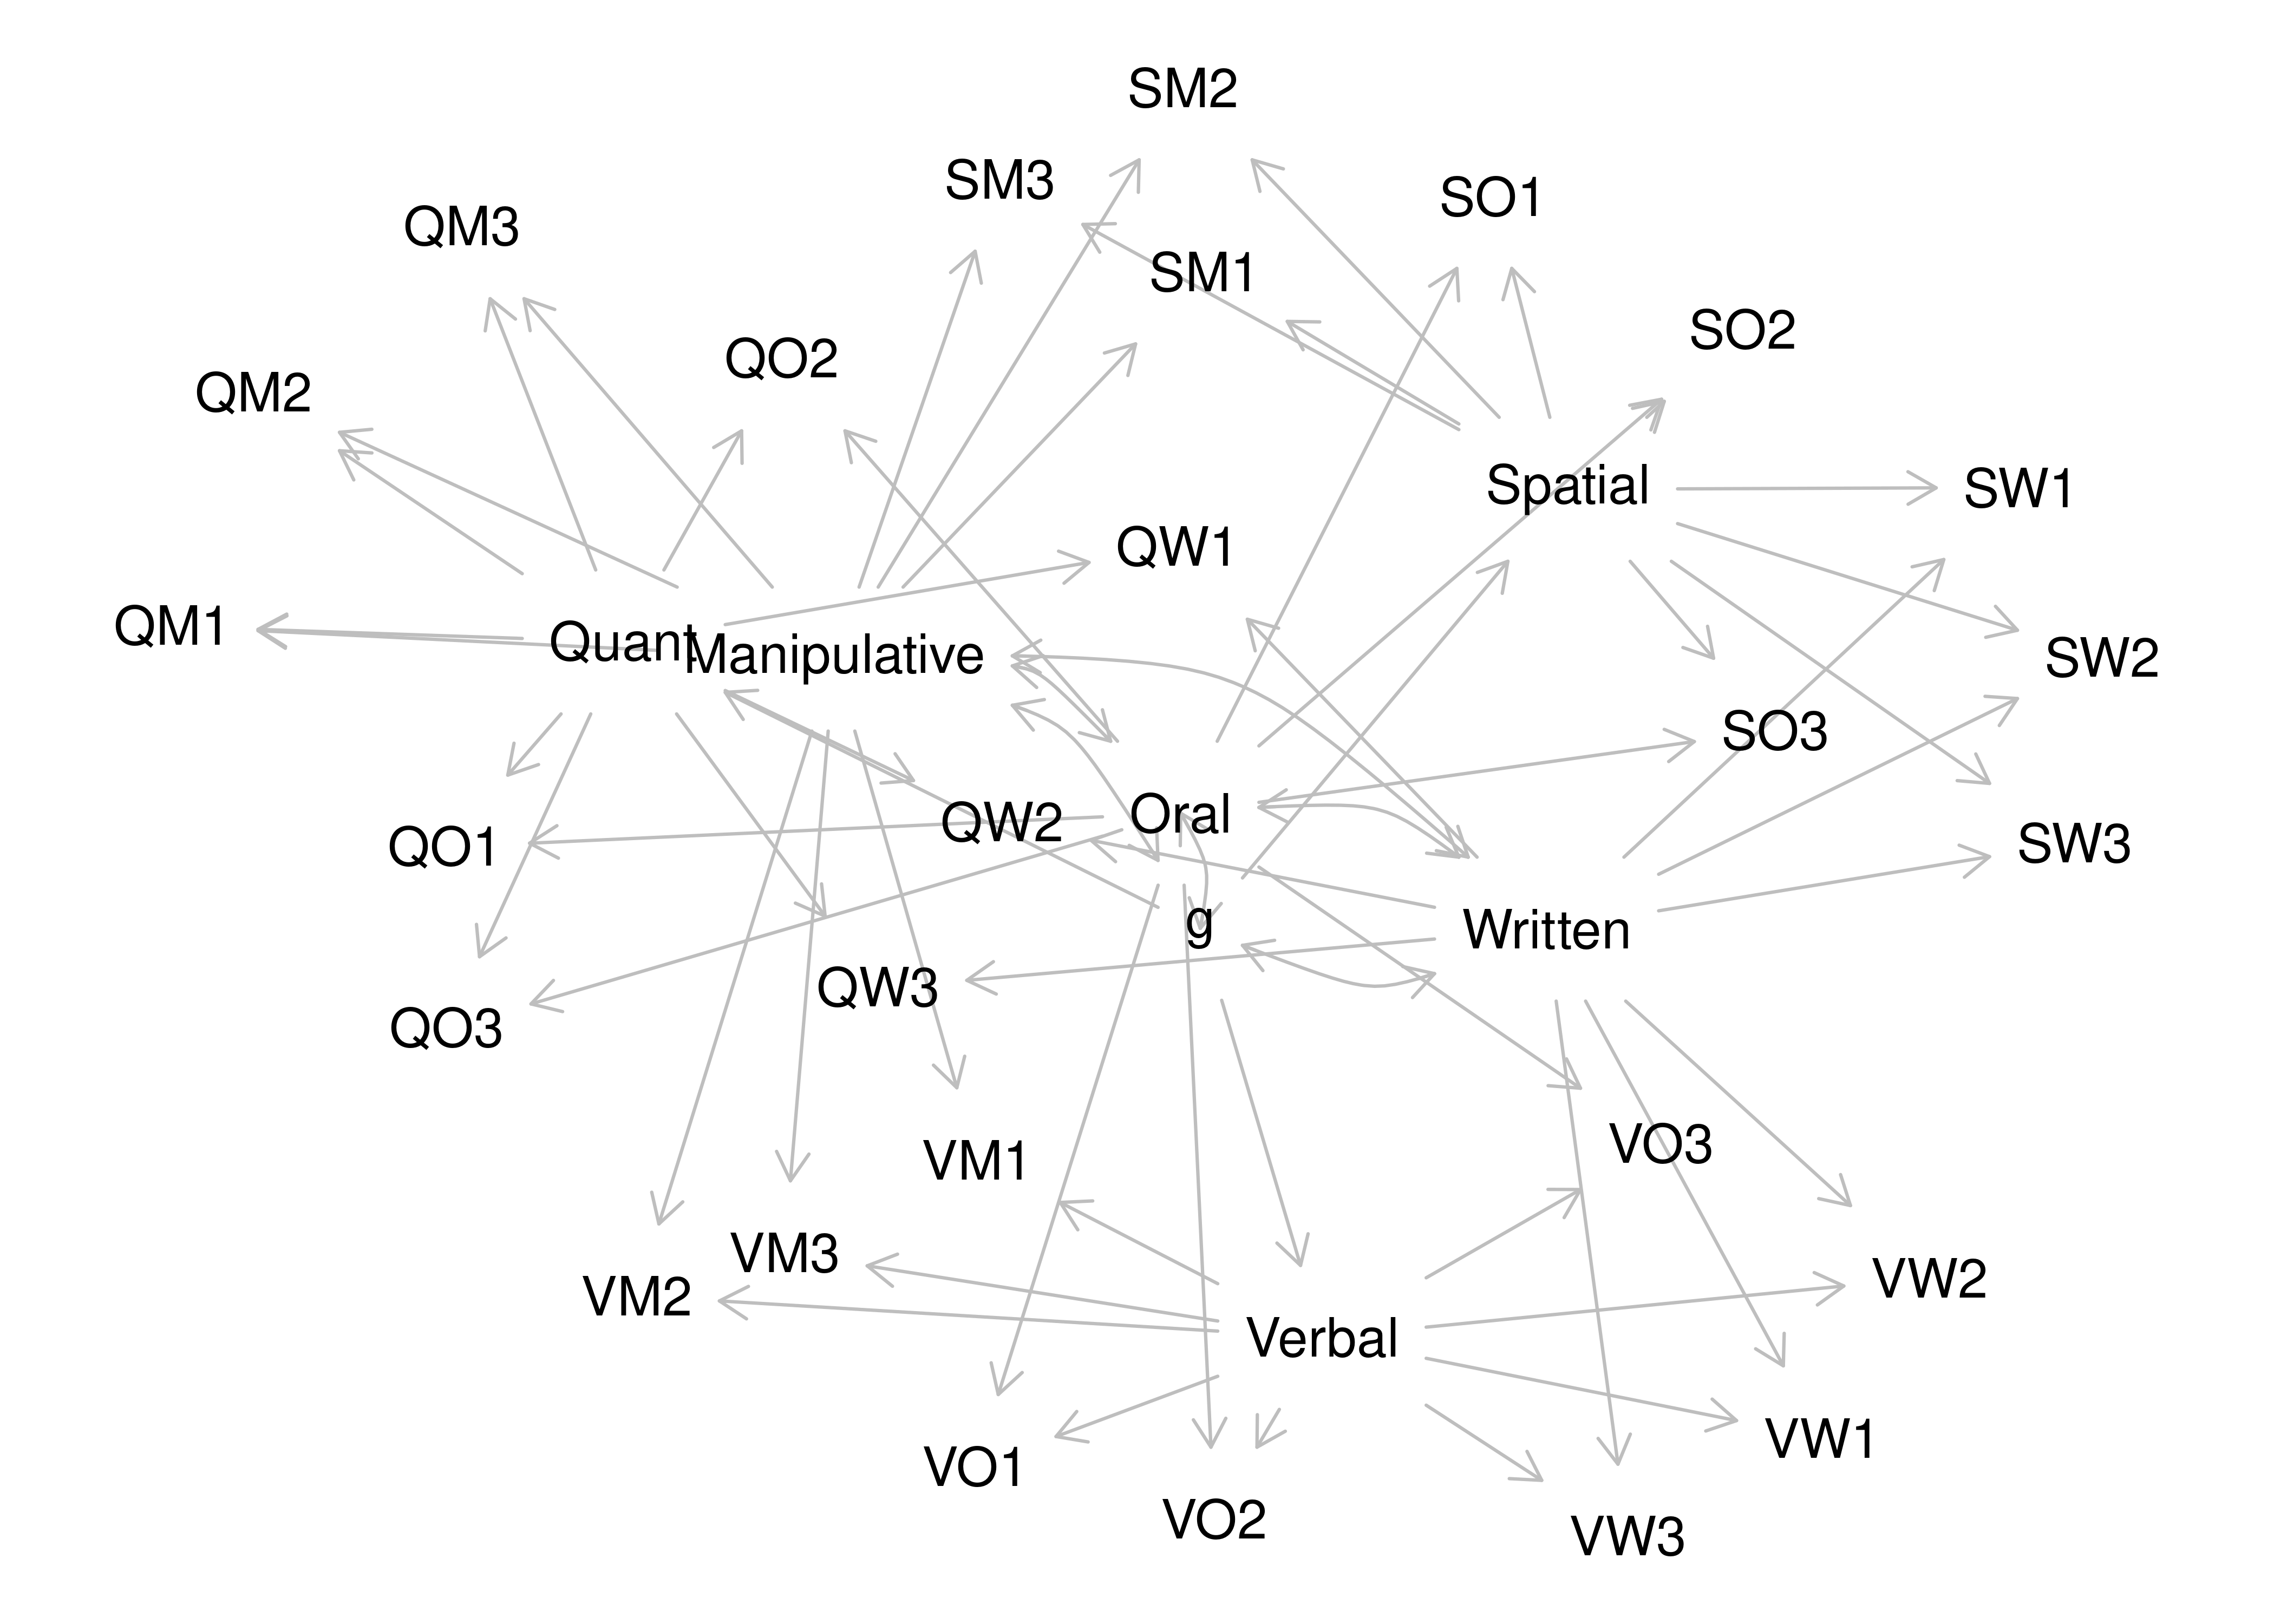 SM2
SM3
SO1
QM3
SM1
SO2
QO2
QM2
Spatial
SW1
QW1
QM1
Quant
Manipulative
SW2
SO3
Oral
QW2
QO1
SW3
g
Written
QW3
QO3
VO3
VM1
VM3
VW2
VM2
Verbal
VW1
VO1
VO2
VW3